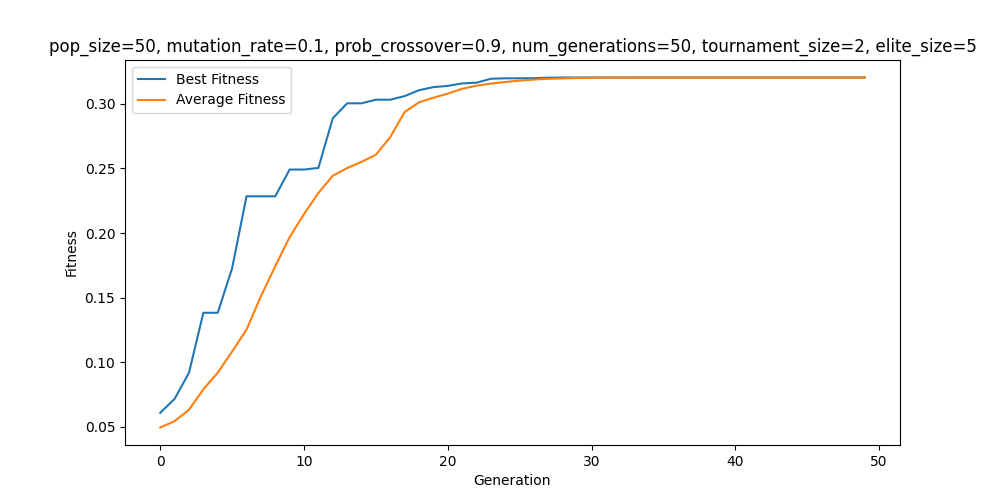 pop_size=50, mutation_rate=0.1, prob_crossover=0.9, num_generations=50, tournament_size=2, elite_size=5
Best Fitness
Average Fitness
0.30
0.25
0.20
0.15
0.10
0.05
Fitness
0 10 20 30 40 50
Generation